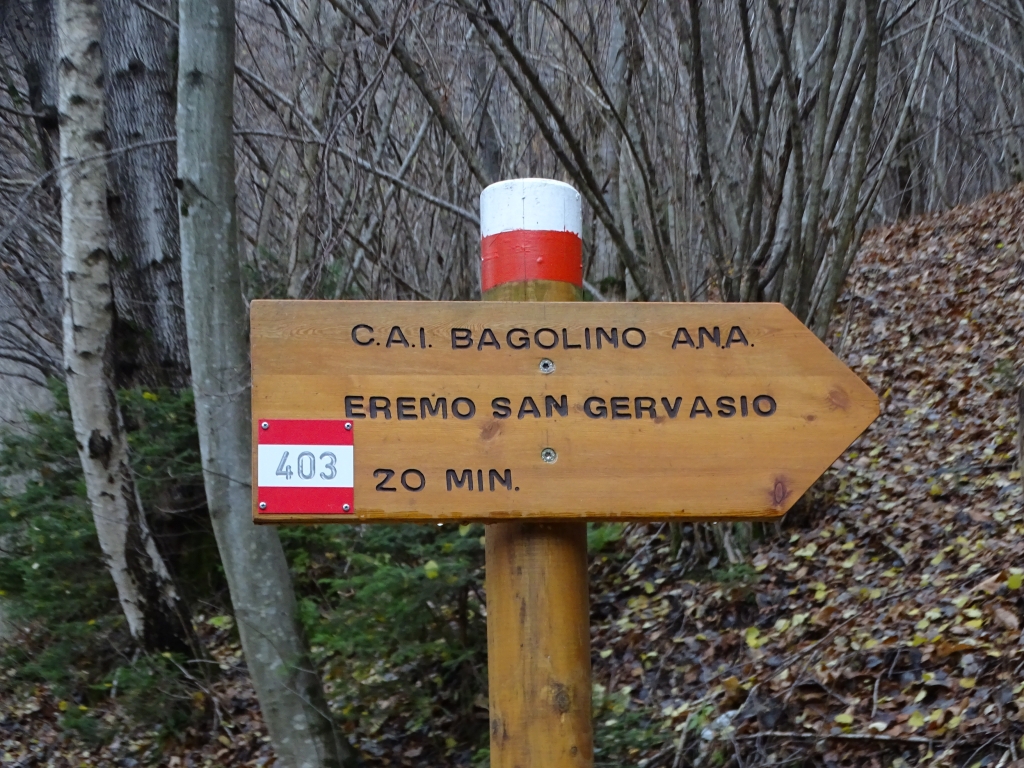 C.A.I. BAGOLINO A.N.A.
EREMO SAN GERVASIO
403
20 MIN.